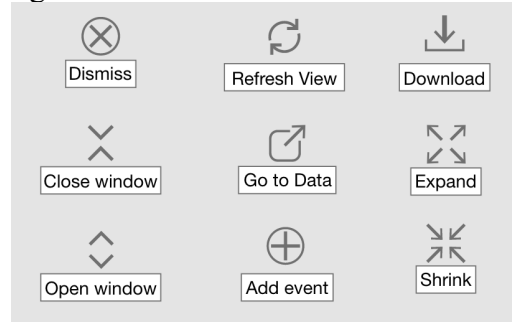 Dismiss
Refresh View
Download
Close window
Go to Data
Expand
Open window
Add event
Shrink